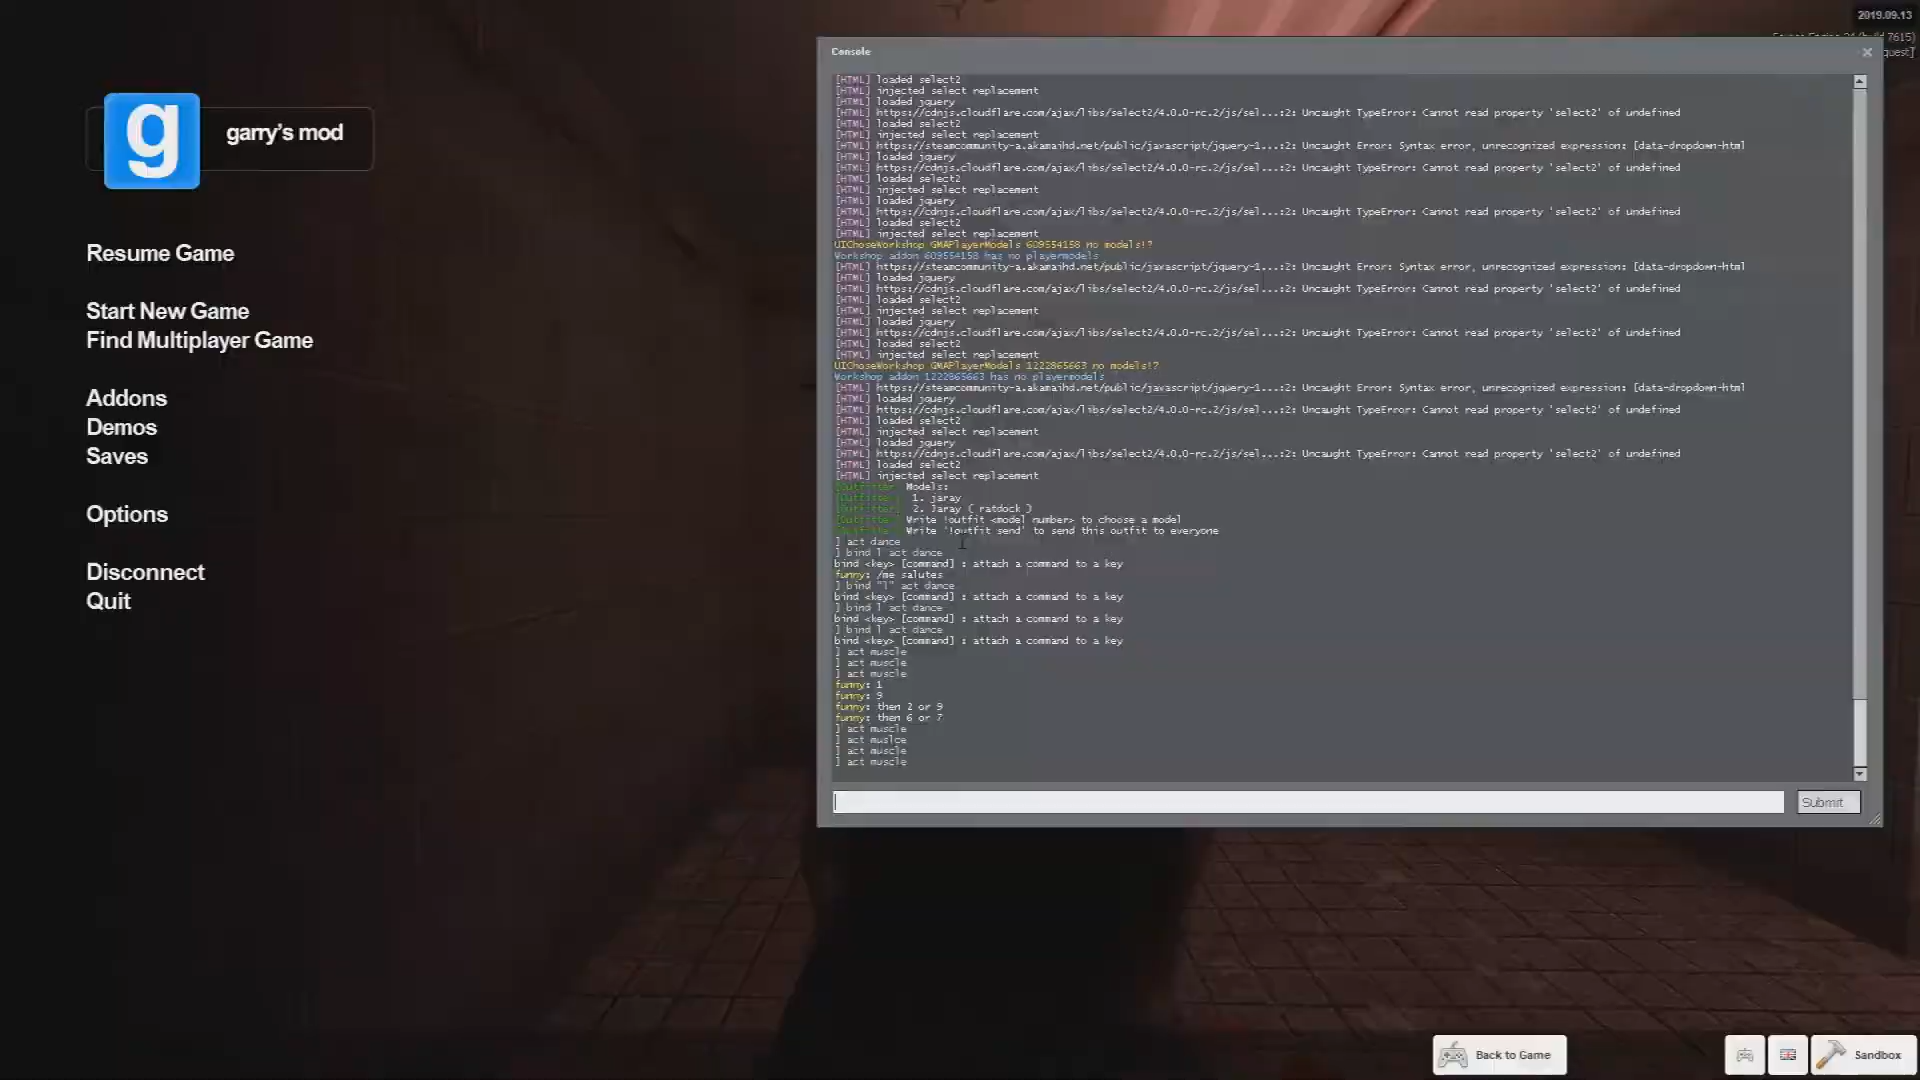 2019.09.13
7615)
quest]
g
garry's mod
Resume Game
Start New Game
Find Multiplayer Game
Addons
Demos
Saves
Options
Disconnect
Quit
Console
[HTML] loaded select2
[HTML] injected select replacement
[HTML] loaded jquery
[HTML] https://cdnjs.cloudflare.com/ajax/libs/select2/4.0.0-rc.2/js/sel...:2: Uncaught TypeError: Cannot read property 'select2' of undefined
[HTML] loaded select2
[HTML] injected select replacement
[HTML] https://steamcommunity-a.akamaihd.net/public/javascript/jquery-1...:2: Uncaught Error: Syntax error, unrecognized expression: [data-dropdown-html
[HTML] loaded jquery
[HTML] https://cdnjs.cloudflare.com/ajax/libs/select2/4.0.0-rc.2/js/sel...:2: Uncaught TypeError: Cannot read property 'select2' of undefined
[HTML] loaded select2
[HTML] injected select replacement
[HTML] loaded jquery
[HTML] https://cdnjs.cloudflare.com/ajax/libs/select2/4.0.0-rc.2/js/sel...:2: Uncaught TypeError: Cannot read property 'select2' of undefined
[HTML] loaded select2
[HTML] injected select replacement
UIChoseWorkshop GMAPlayerModels 609554158 no models!?
Workshop addon 609554158 has no playermodels
[HTML] https://steamcommunity-a.akamaihd.net/public/javascript/jquery-1...:2: Uncaught Error: Syntax error, unrecognized expression: [data-dropdown-html
[HTML] loaded jquery
[HTML] https://cdnjs.cloudflare.com/ajax/libs/select2/4.0.0-rc.2/js/sel...:2: Uncaught TypeError: Cannot read property 'select2' of undefined
[HTML] loaded select2
[HTML] injected select replacement
[HTML] loaded jquery
[HTML] https://cdnjs.cloudflare.com/ajax/libs/select2/4.0.0-rc.2/js/sel...:2: Uncaught TypeError: Cannot read property 'select2' of undefined
[HTML] loaded select2
[HTML] injected select replacement
UIChoseWorkshop GMAPlayerModels 1222865663 no models!?
Workshop addon 1222865663 has no playermodels
[HTML] https://steamcommunity-a.akamaihd.net/public/javascript/jquery-1...:2: Uncaught Error: Syntax error, unrecognized expression: [data-dropdown-html
[HTML] loaded jquery
[HTML] https://cdnjs.cloudflare.com/ajax/libs/select2/4.0.0-rc.2/js/sel...:2: Uncaught TypeError: Cannot read property 'select2' of undefined
[HTML] loaded select2
[HTML] injected select replacement
[HTML] loaded jquery
[HTML] https://cdnjs.cloudflare.com/ajax/libs/select2/4.0.0-rc.2/js/sel...:2: Uncaught TypeError: Cannot read property 'select2' of undefined
[HTML] loaded select2
[HTML] injected select replacement
[Outfitter] Models:
[Outfitter] 1. jaray
[Outfitter] 2. Jaray ( ratdock )
[Outfitter] Write !outfit <model number> to choose a model
[Outfitter] Write '!outfit send' to send this outfit to everyone
] act dance
] bind l act dance
bind <key> [command] : attach a command to a key
funny: /me salutes
] bind "l" act dance
bind <key> [command] : attach a command to a key
] bind l act dance
bind <key> [command] : attach a command to a key
] bind l act dance
bind <key> [command] : attach a command to a key
] act muscle
] act muscle
] act muscle
funny: 1
funny: 9
funny: then 2 or 9
funny: then 6 or 7
] act muscle
] act muslce
] act muscle
] act muscle
Submit
Back to Game
Sandbox